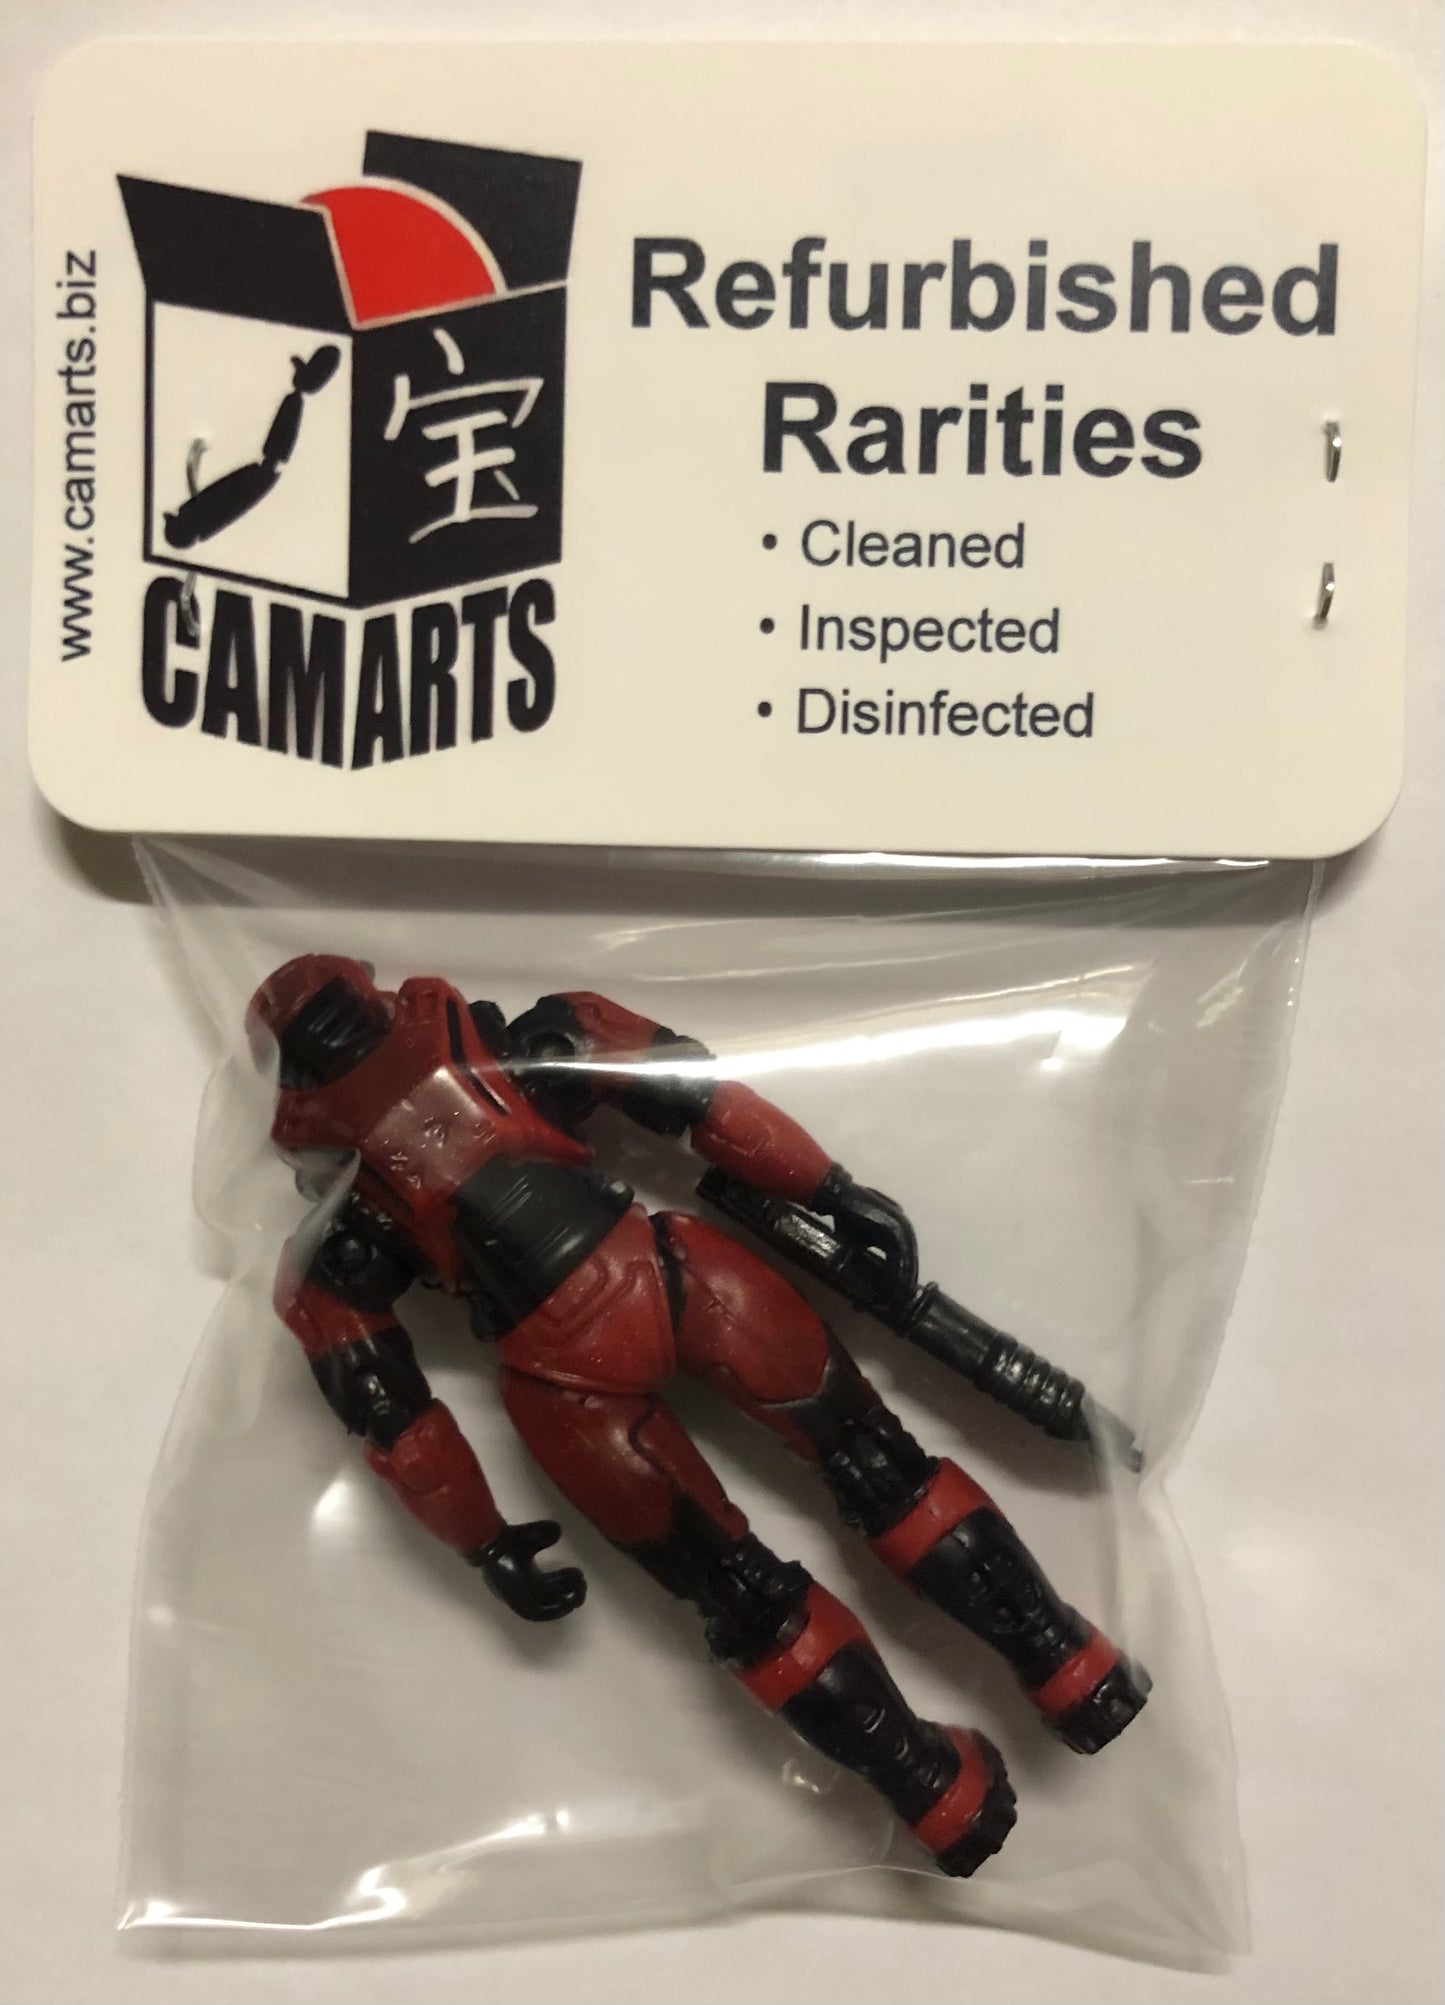 www.camarts.biz
宝
CAMARTS
Refurbished
Rarities
• Cleaned
• Inspected
• Disinfected